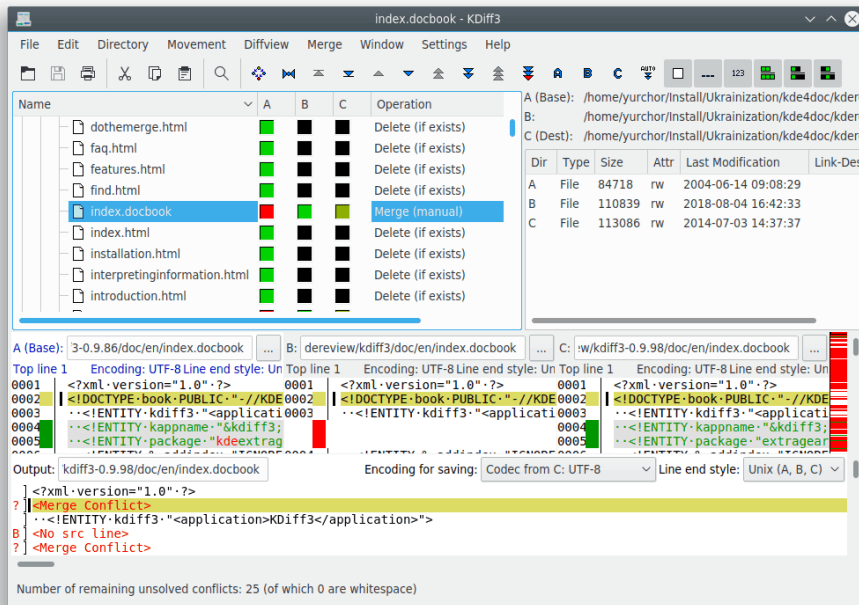 index.docbook - KDiff3
File Edit Directory Movement Diffview Merge Window Settings Help
A B C AUTO 123
Name A B C Operation
dothemerge.html Delete (if exists)
faq.html Delete (if exists)
features.html Delete (if exists)
find.html Delete (if exists)
index.docbook Merge (manual)
index.html Delete (if exists)
installation.html Delete (if exists)
interpretinginformation.html Delete (if exists)
introduction.html Delete (if exists)
A (Base): /home/yurchor/Install/Ukrainization/kde4doc/kder
B: /home/yurchor/Install/Ukrainization/kde4doc/kder
C (Dest): /home/yurchor/Install/Ukrainization/kde4doc/kder
Dir Type Size Attr Last Modification Link-Des
A File 84718 rw 2004-06-14 09:08:29
B File 110839 rw 2018-08-04 16:42:33
C File 113086 rw 2014-07-03 14:37:37
A (Base): '3-0.9.86/doc/en/index.docbook ... B: dereview/kdiff3/doc/en/index.docbook ... C: :w/kdiff3-0.9.98/doc/en/index.docbook ...
Top line 1 Encoding: UTF-8 Line end style: Un Top line 1 Encoding: UTF-8 Line end style: Un Top line 1 Encoding: UTF-8 Line end style: Un
0001 <?xml·version="1.0"·?> 0001 <?xml·version="1.0"·?> 0001 <?xml·version="1.0"·?>
0002 <!DOCTYPE·book·PUBLIC·"-//KDE 0002 <!DOCTYPE·book·PUBLIC·"-//KDE 0002 <!DOCTYPE·book·PUBLIC·"-//KDE
0003 ··<!ENTITY·kdiff3·"<applicati 0003 ··<!ENTITY·kdiff3·"<applicati 0003 ··<!ENTITY·kdiff3·"<applicati
0004 ··<!ENTITY·kappname·"&kdiff3; 0004 ··<!ENTITY·kappname·"&kdiff3;
0005 ··<!ENTITY·package·"kdeextrag 0005 ··<!ENTITY·package·"extragear
Output: 'kdiff3-0.9.98/doc/en/index.docbook Encoding for saving: Codec from C: UTF-8 Line end style: Unix (A, B, C)
<?xml·version="1.0"·?>
? <Merge Conflict>
··<!ENTITY·kdiff3·"<application>KDiff3</application>">
B <No src line>
? <Merge Conflict>
Number of remaining unsolved conflicts: 25 (of which 0 are whitespace)